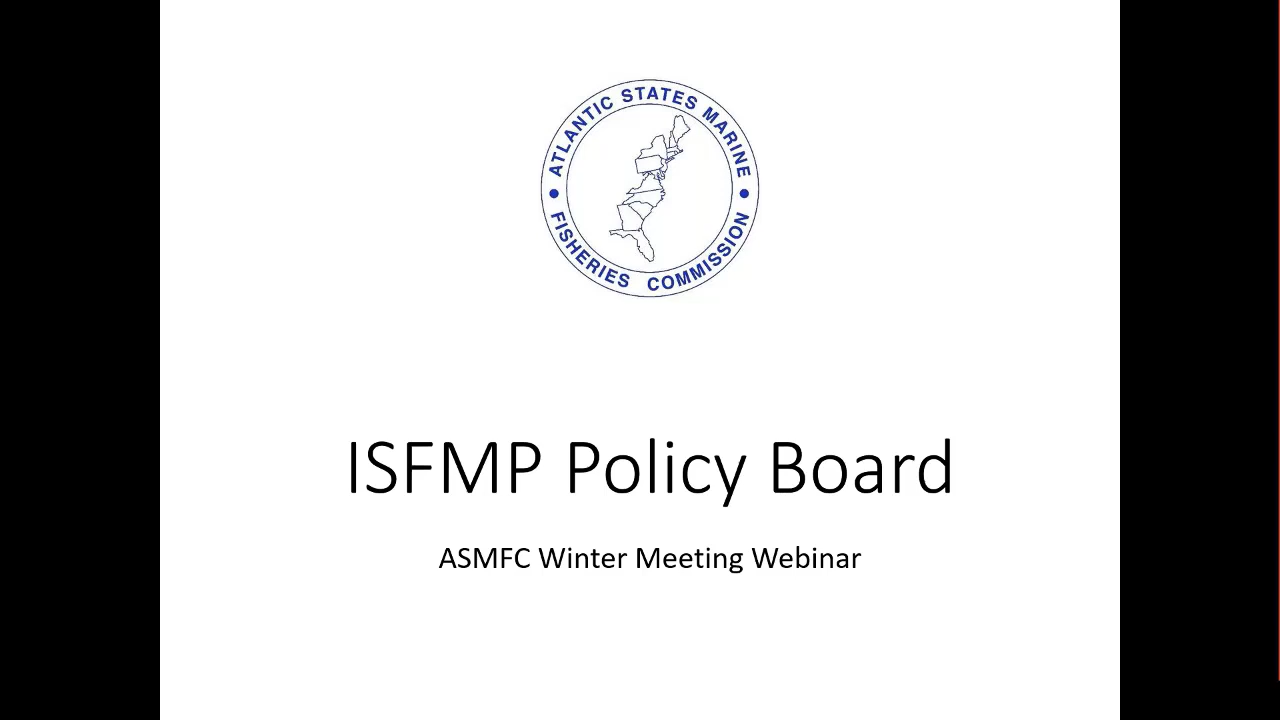 ATLANTIC STATES MARINE
FISHERIES COMMISSION
ISFMP Policy Board
ASMFC Winter Meeting Webinar